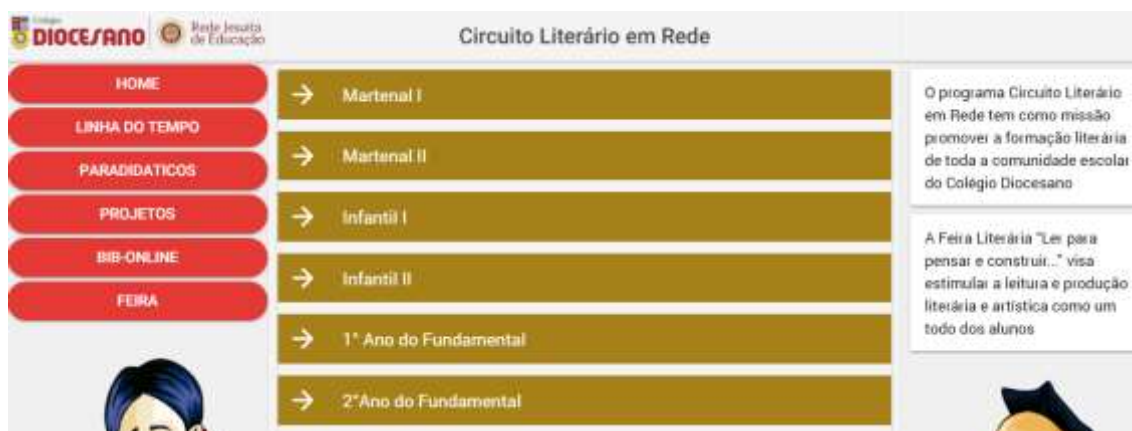 Colégio
DIOCESANO
Rede Jesuíta
de Educação
Circuito Literário em Rede
HOME
LINHA DO TEMPO
PARADIDATICOS
PROJETOS
BIB-ONLINE
FEIRA
Martenal I
Martenal II
Infantil I
Infantil II
1° Ano do Fundamental
2°Ano do Fundamental
O programa Circuito Literário
em Rede tem como missão
promover a formação literária
de toda a comunidade escolar
do Colégio Diocesano
A Feira Literária "Ler para
pensar e construir..." visa
estimular a leitura e produção
literária e artística como um
todo dos alunos